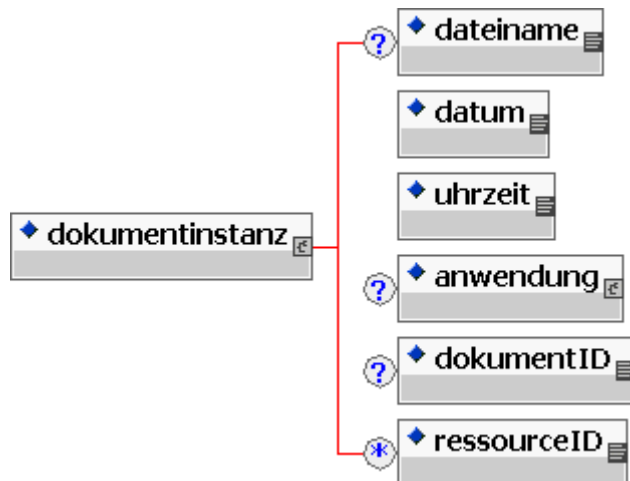 ? dateiname
datum
uhrzeit
dokumentinstanz
? anwendung
? dokumentID
* ressourceID